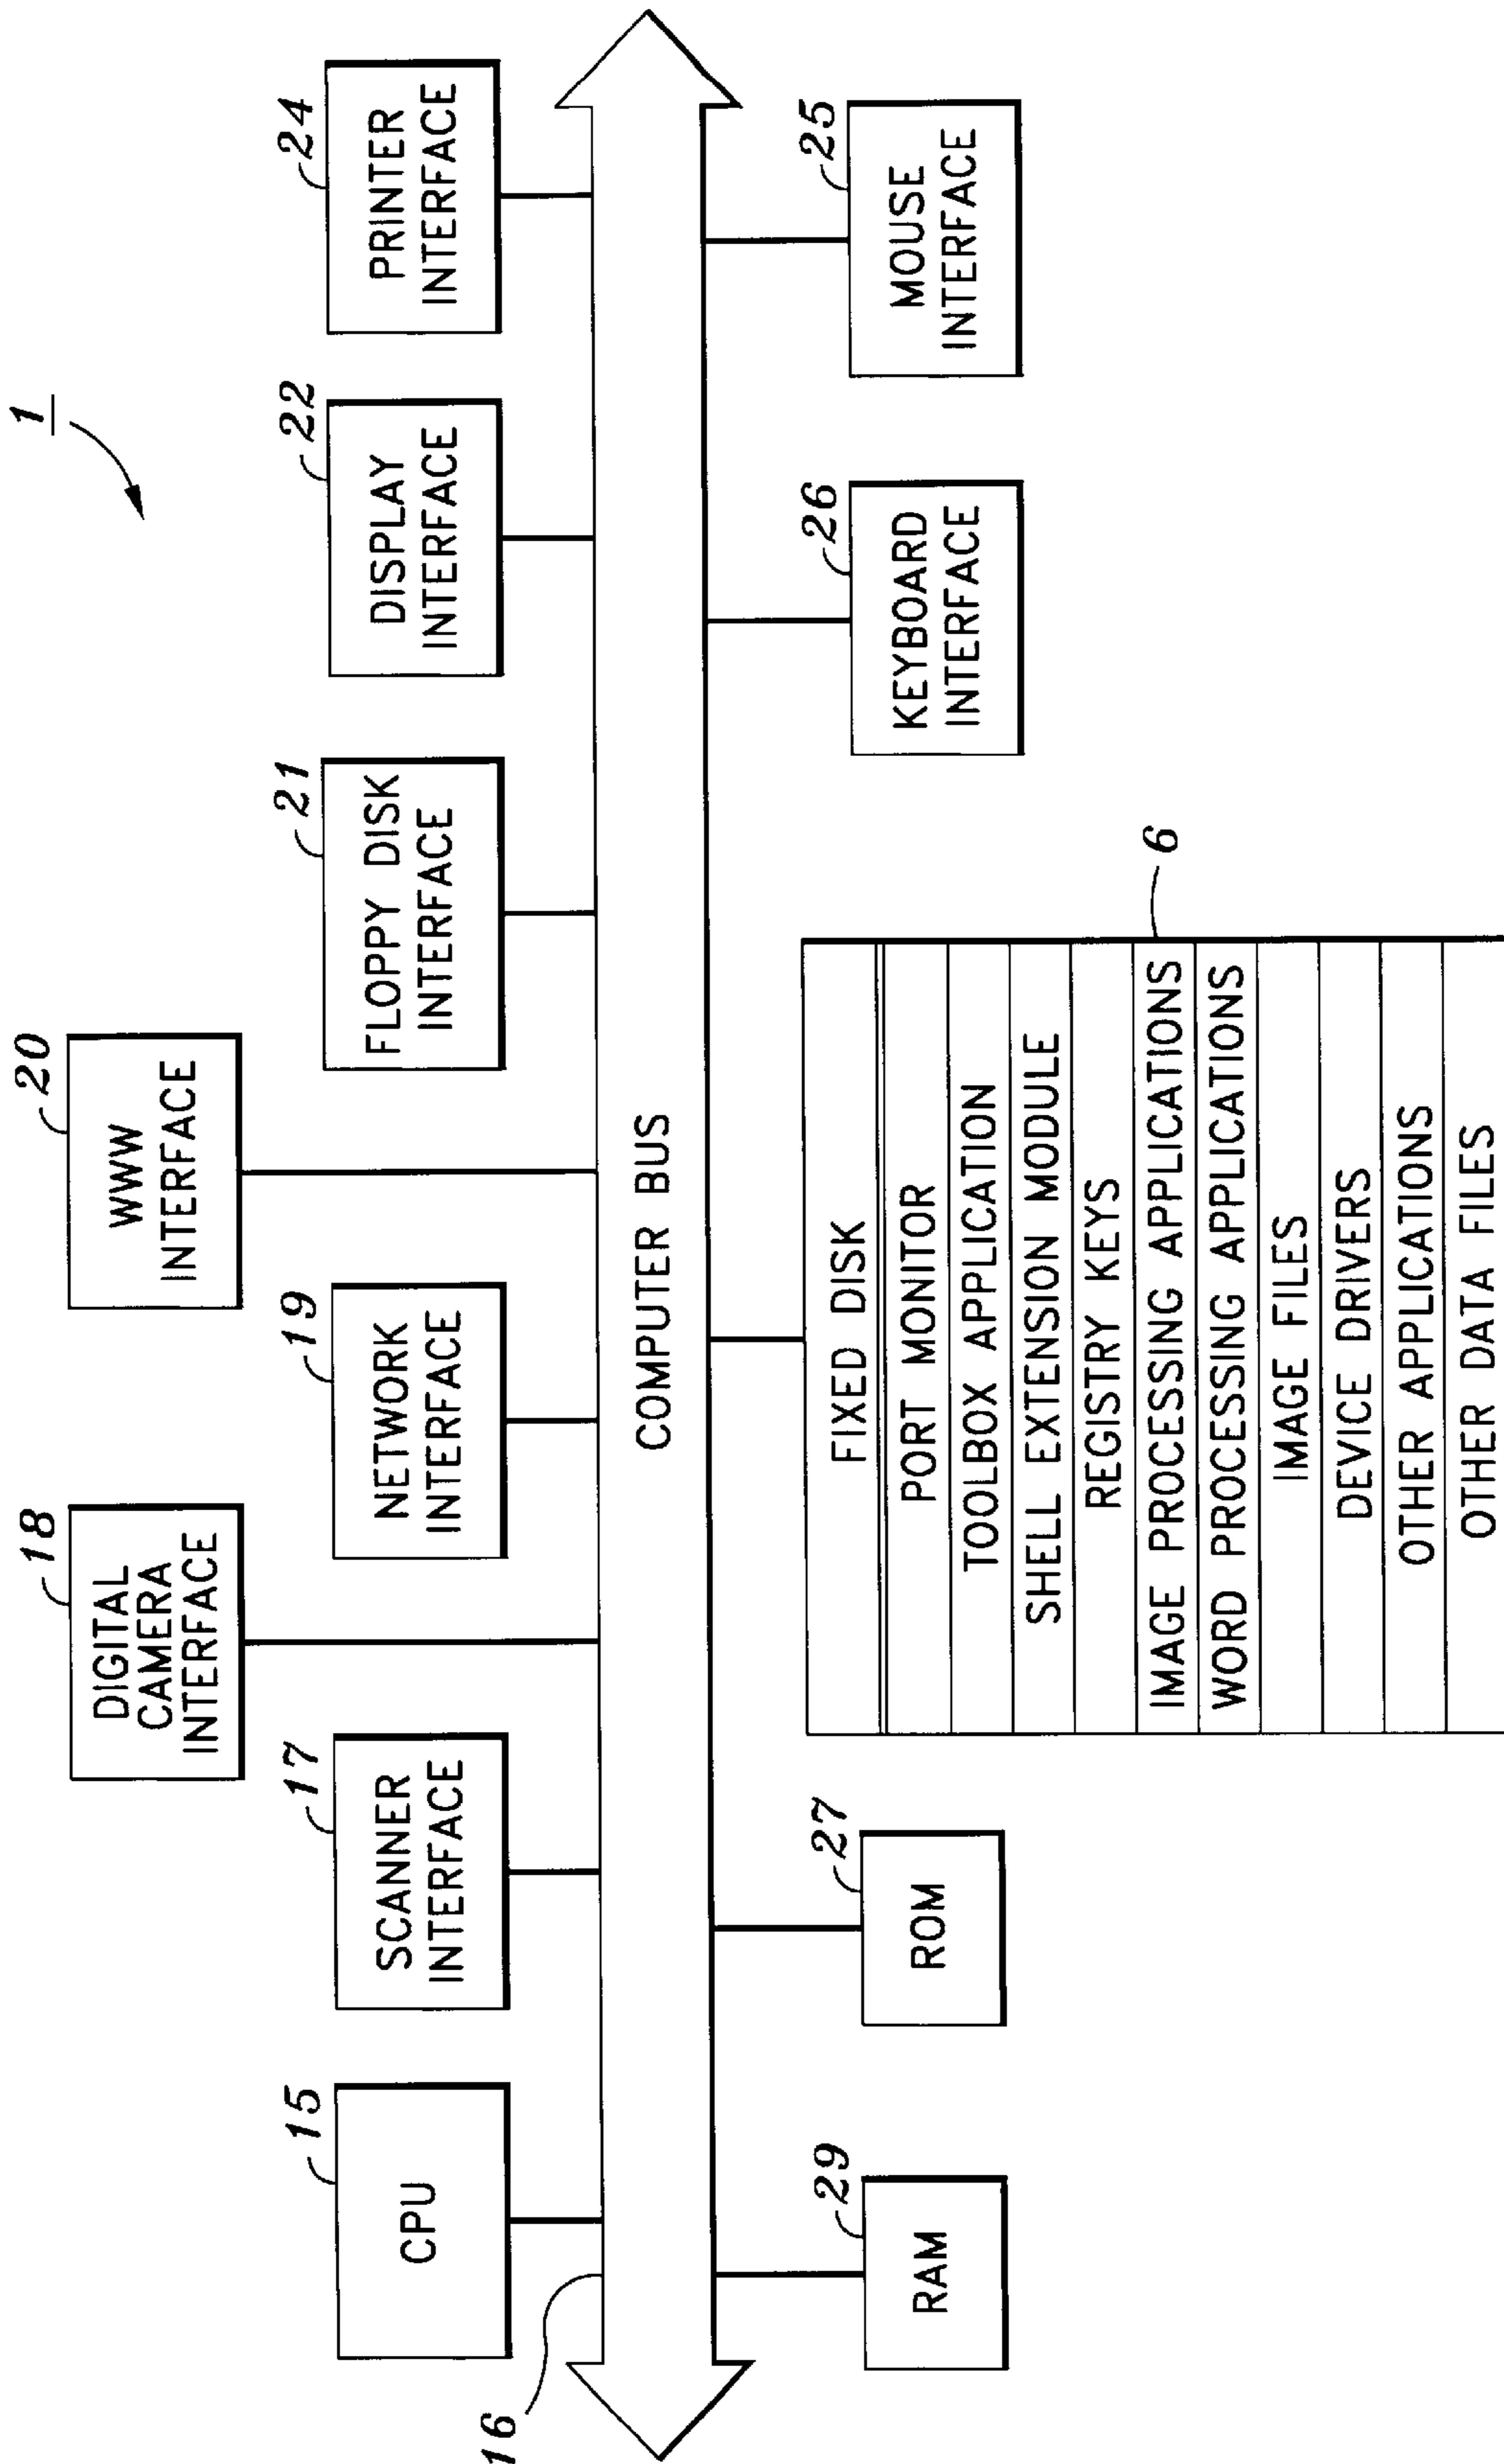 1
18
DIGITAL
CAMERA
INTERFACE
20
WWW
INTERFACE
15
CPU
17
SCANNER
INTERFACE
19
NETWORK
INTERFACE
21
FLOPPY DISK
INTERFACE
22
DISPLAY
INTERFACE
24
PRINTER
INTERFACE
16
COMPUTER BUS
29
RAM
27
ROM
FIXED DISK
PORT MONITOR
TOOLBOX APPLICATION
SHELL EXTENSION MODULE
REGISTRY KEYS
IMAGE PROCESSING APPLICATIONS
WORD PROCESSING APPLICATIONS
IMAGE FILES
DEVICE DRIVERS
OTHER APPLICATIONS
OTHER DATA FILES
6
26
KEYBOARD
INTERFACE
25
MOUSE
INTERFACE